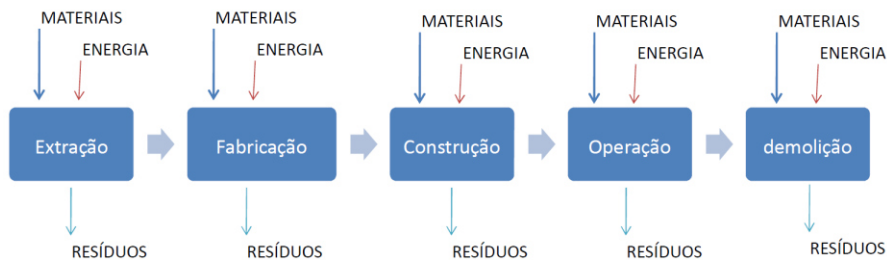 MATERIAIS
ENERGIA
MATERIAIS
ENERGIA
MATERIAIS
ENERGIA
MATERIAIS
ENERGIA
MATERIAIS
ENERGIA
Extração
Fabricação
Construção
Operação
demolição
RESÍDUOS
RESÍDUOS
RESÍDUOS
RESÍDUOS
RESÍDUOS